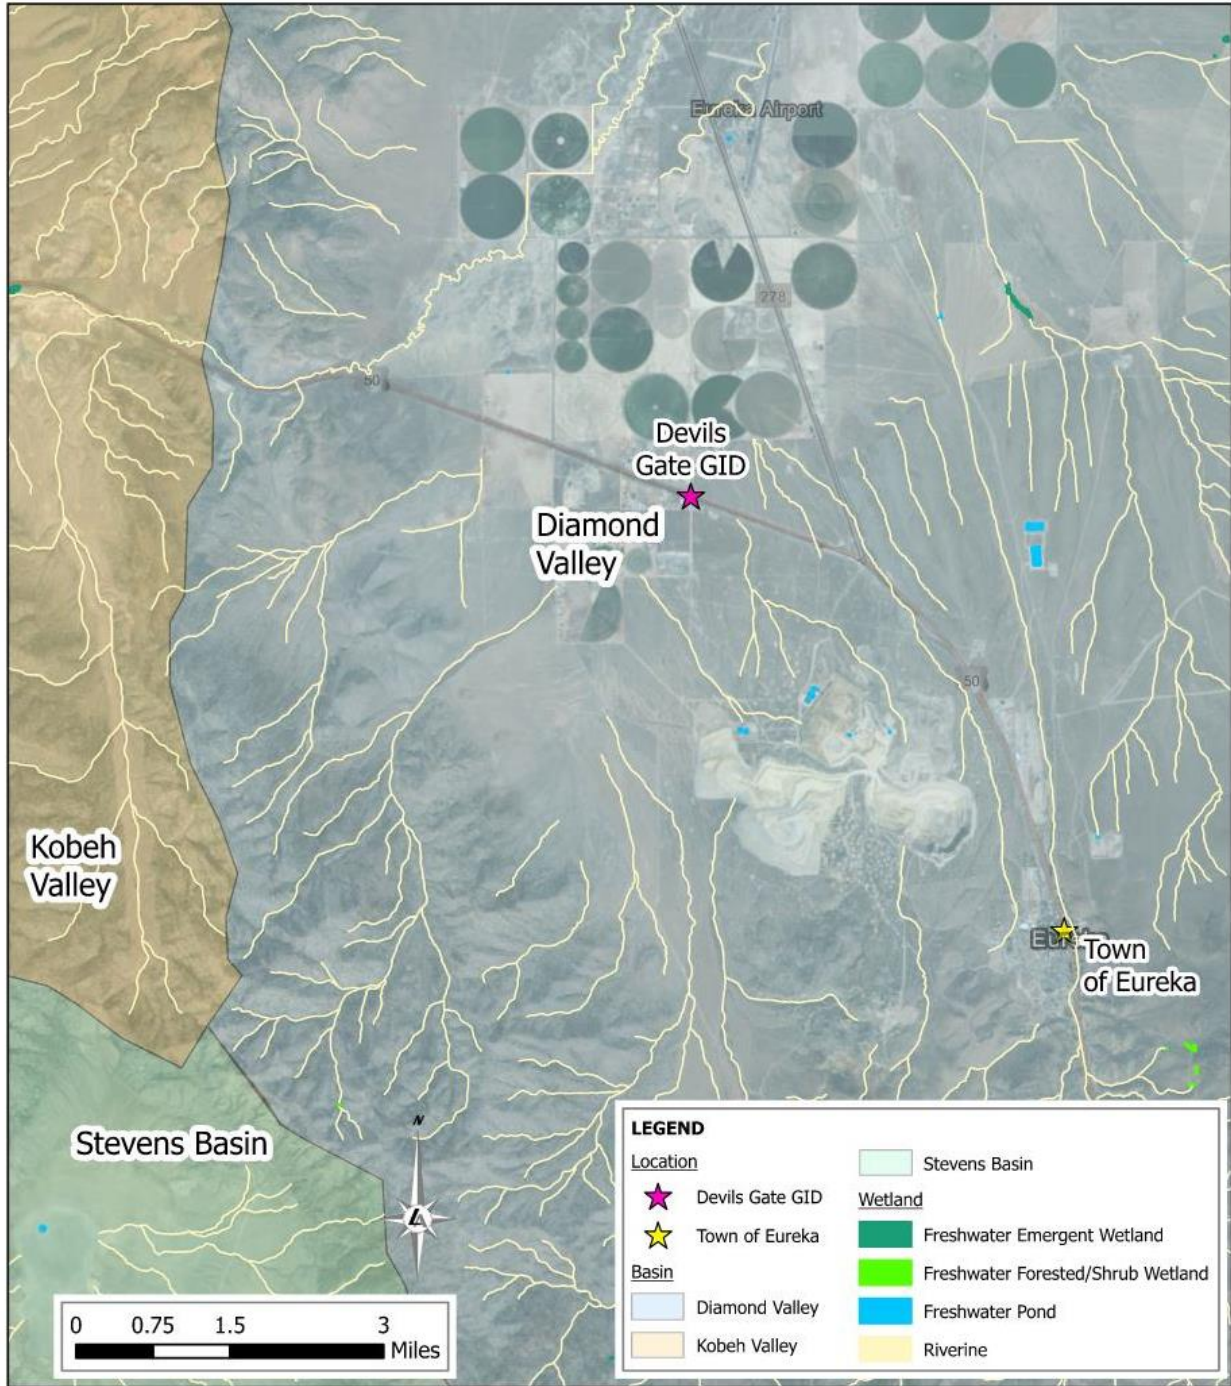 Eureka Airport
278
50
Devils
Gate GID
Diamond
Valley
50
Kobeh
Valley
Eureka
Town
of Eureka
Stevens Basin
N
0 0.75 1.5 3
Miles
LEGEND
Location
Devils Gate GID
Town of Eureka
Basin
Diamond Valley
Kobeh Valley
Stevens Basin
Wetland
Freshwater Emergent Wetland
Freshwater Forested/Shrub Wetland
Freshwater Pond
Riverine